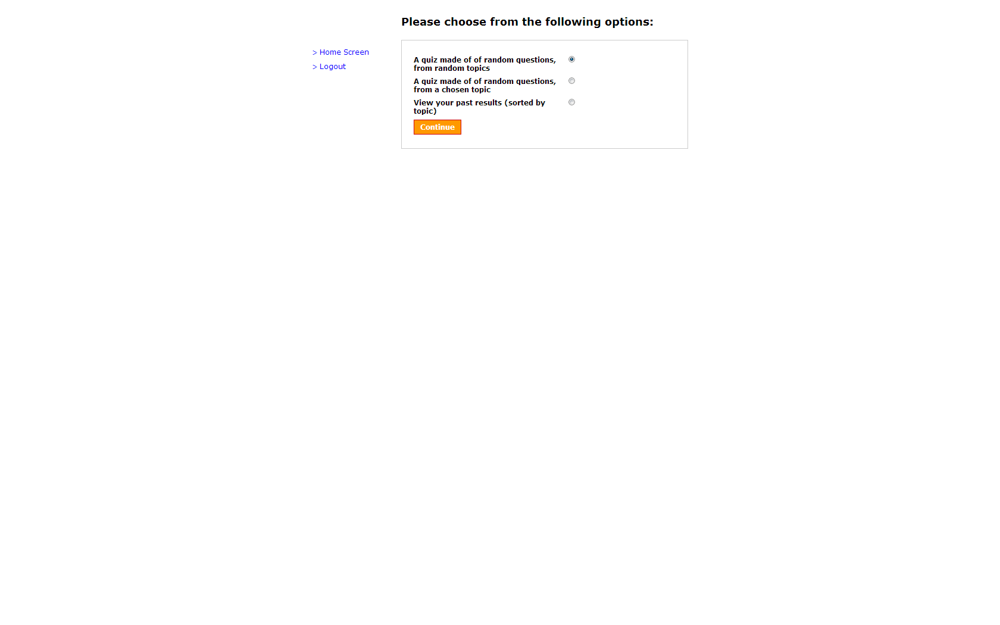 Please choose from the following options:
> Home Screen
> Logout
A quiz made of of random questions,
from random topics
A quiz made of of random questions,
from a chosen topic
View your past results (sorted by
topic)
Continue